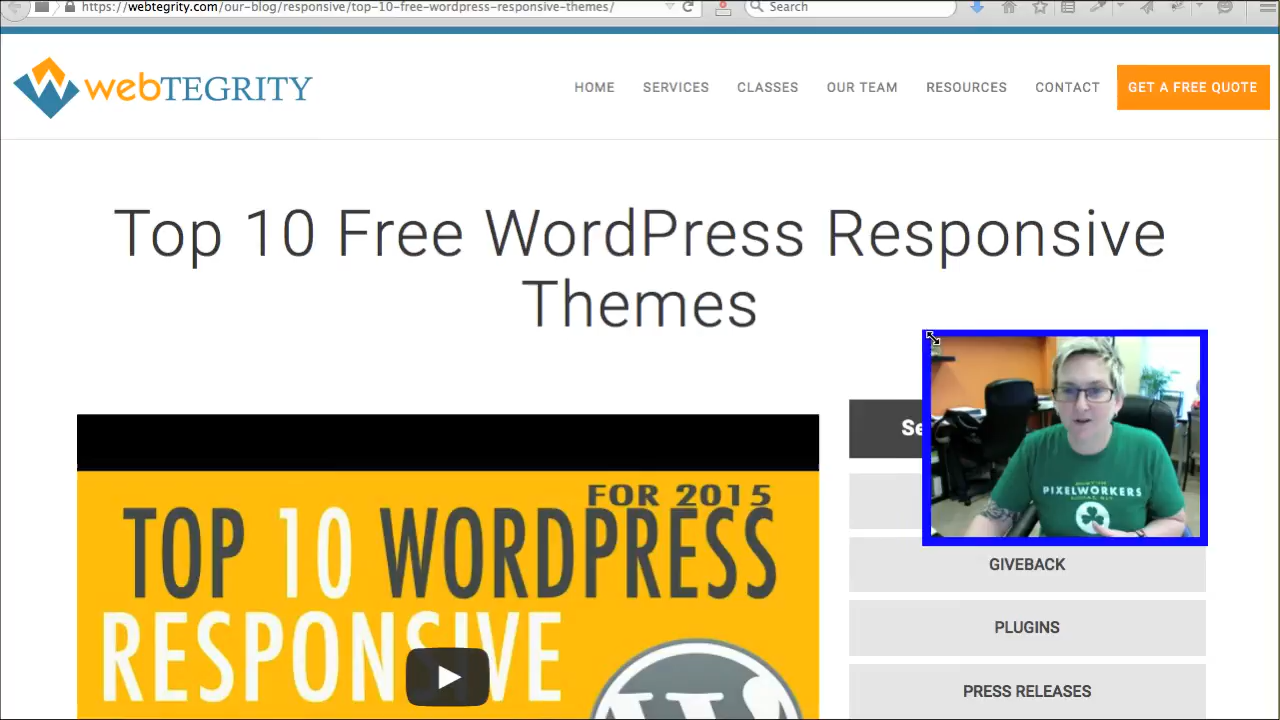 https://webtegrity.com/our-blog/responsive/top-10-free-wordpress-responsive-themes/
Search
webTEGRITY
HOME
SERVICES
CLASSES
OUR TEAM
RESOURCES
CONTACT
GET A FREE QUOTE
Top 10 Free WordPress Responsive
Themes
FOR 2015
TOP 10 WORDPRESS
RESPONSIVE
Se
PIXELWORKERS
GIVEBACK
PLUGINS
PRESS RELEASES